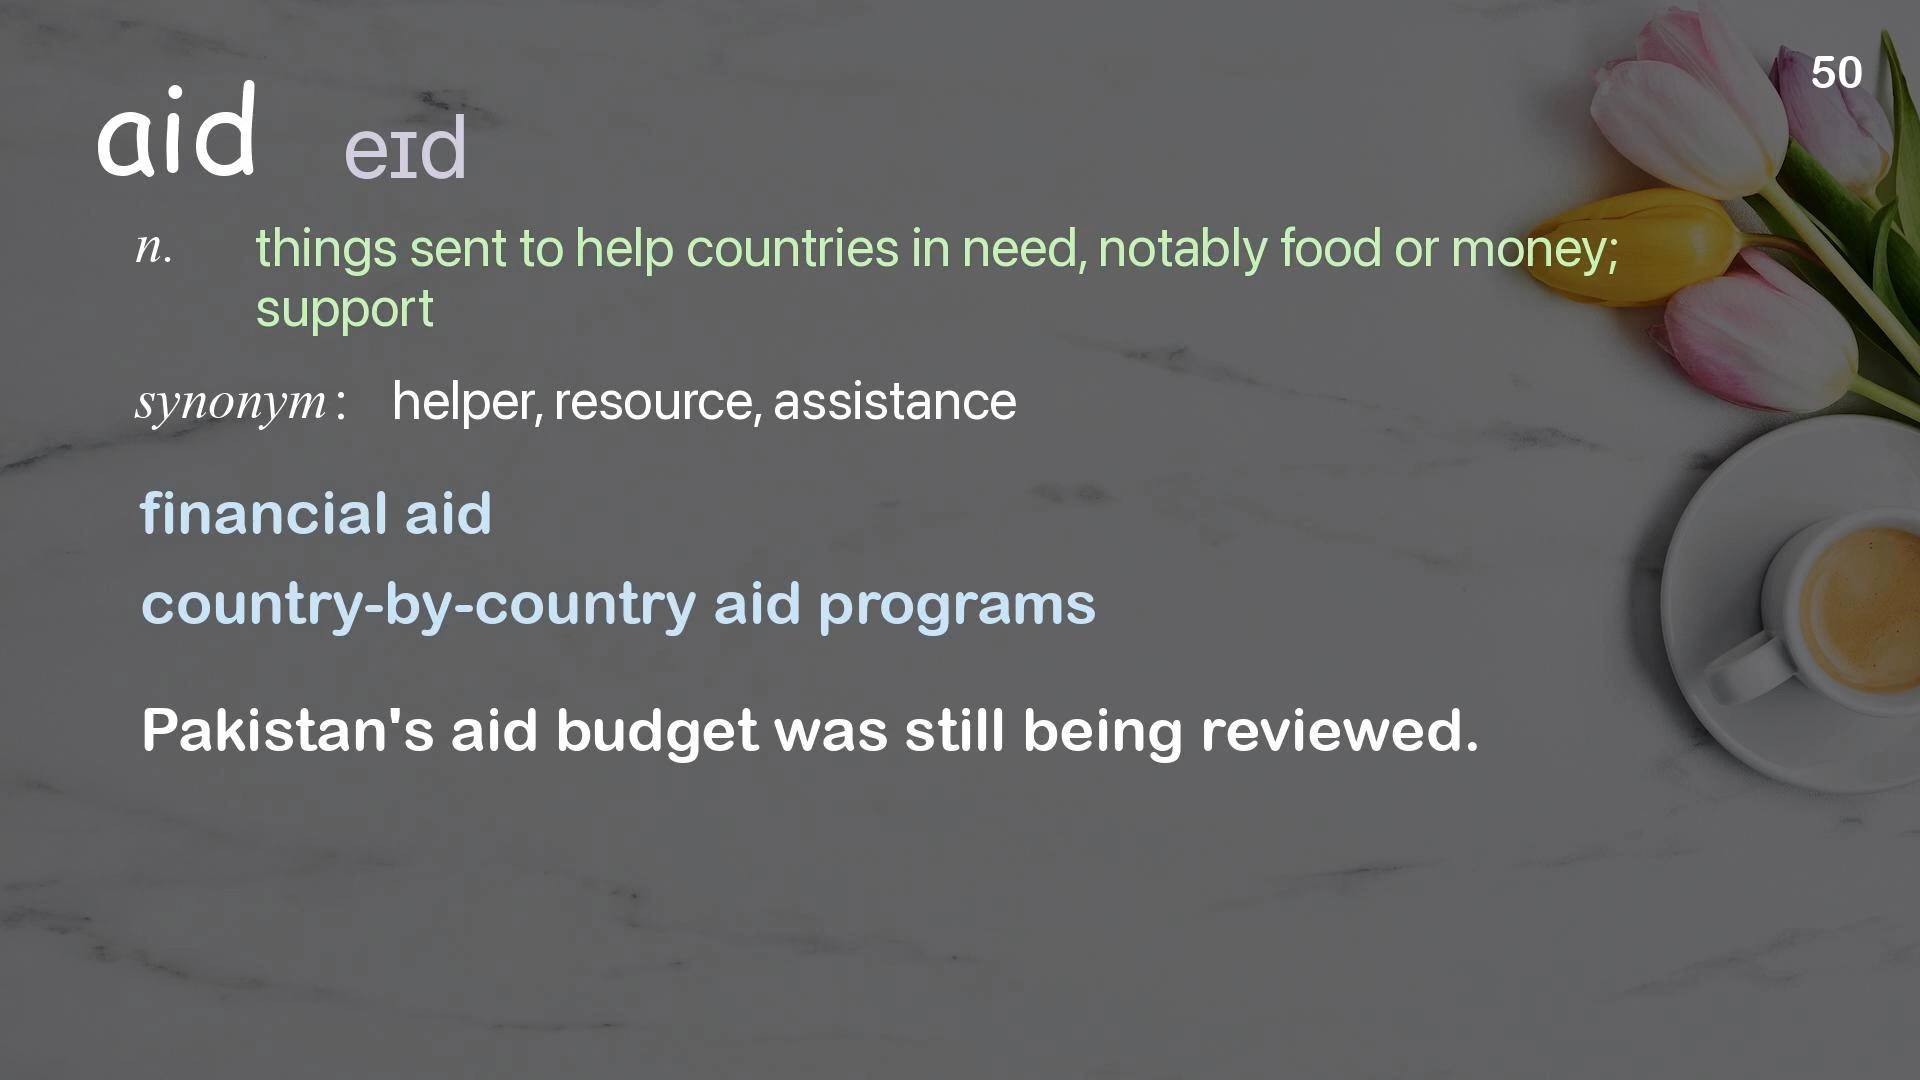 50
aid eɪd
n. things sent to help countries in need, notably food or money;
support
synonym: helper, resource, assistance
financial aid
country-by-country aid programs
Pakistan's aid budget was still being reviewed.